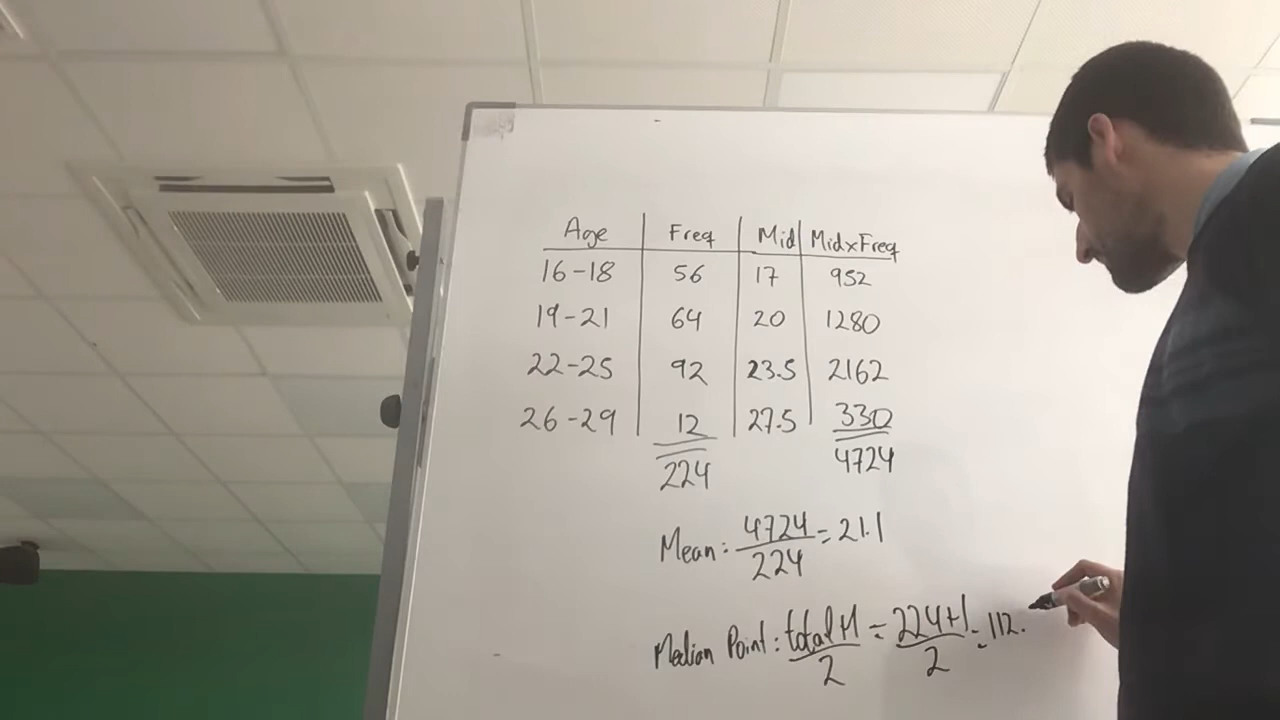 Age Freq Mid MidxFreq
16-18 56 17 952
19-21 64 20 1280
22-25 92 23.5 2162
26-29 12 27.5 330
224 4724
Mean: 4724/224 = 21.1
Median Point: total+1/2 = 224+1/2 = 112.